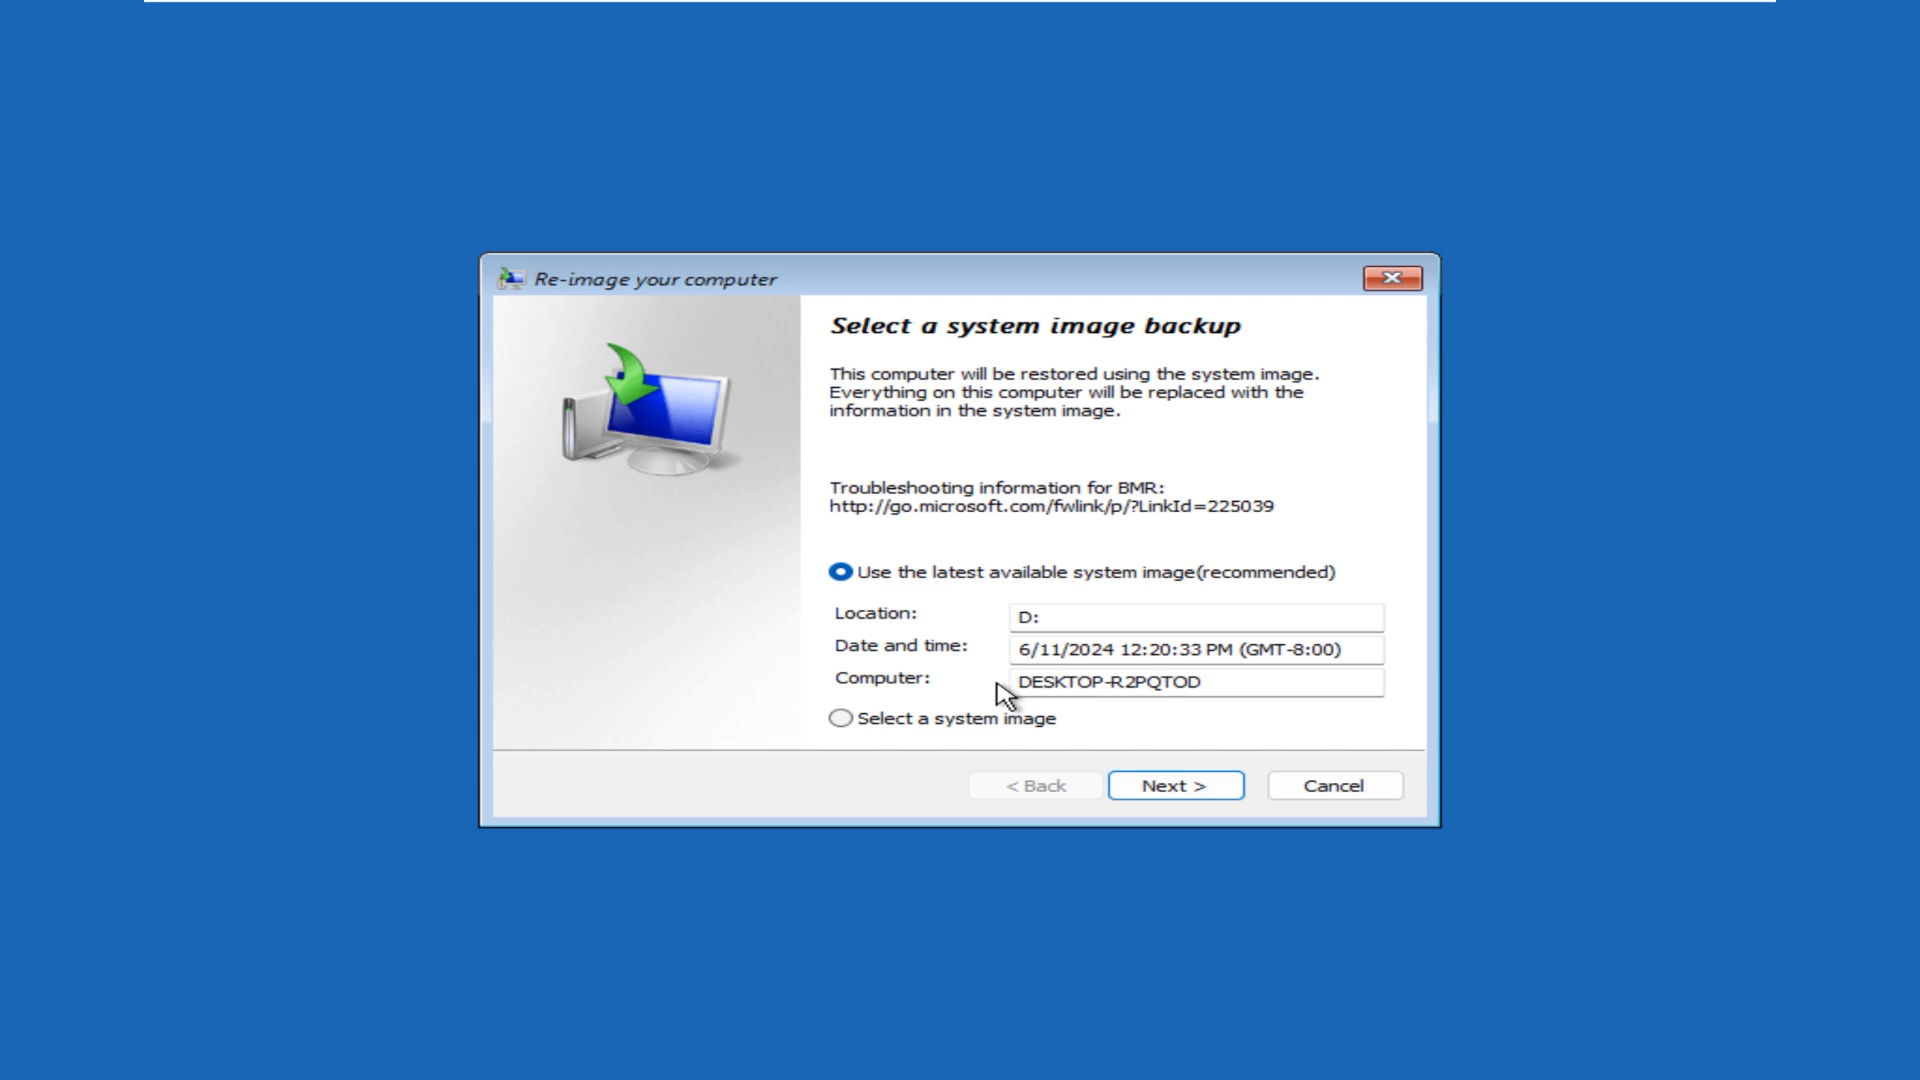 Re-image your computer
Select a system image backup
This computer will be restored using the system image.
Everything on this computer will be replaced with the
information in the system image.
Troubleshooting information for BMR:
http://go.microsoft.com/fwlink/p/?LinkId=225039
Use the latest available system image(recommended)
Location: D:
Date and time: 6/11/2024 12:20:33 PM (GMT-8:00)
Computer: DESKTOP-R2PQTOD
Select a system image
< Back Next > Cancel